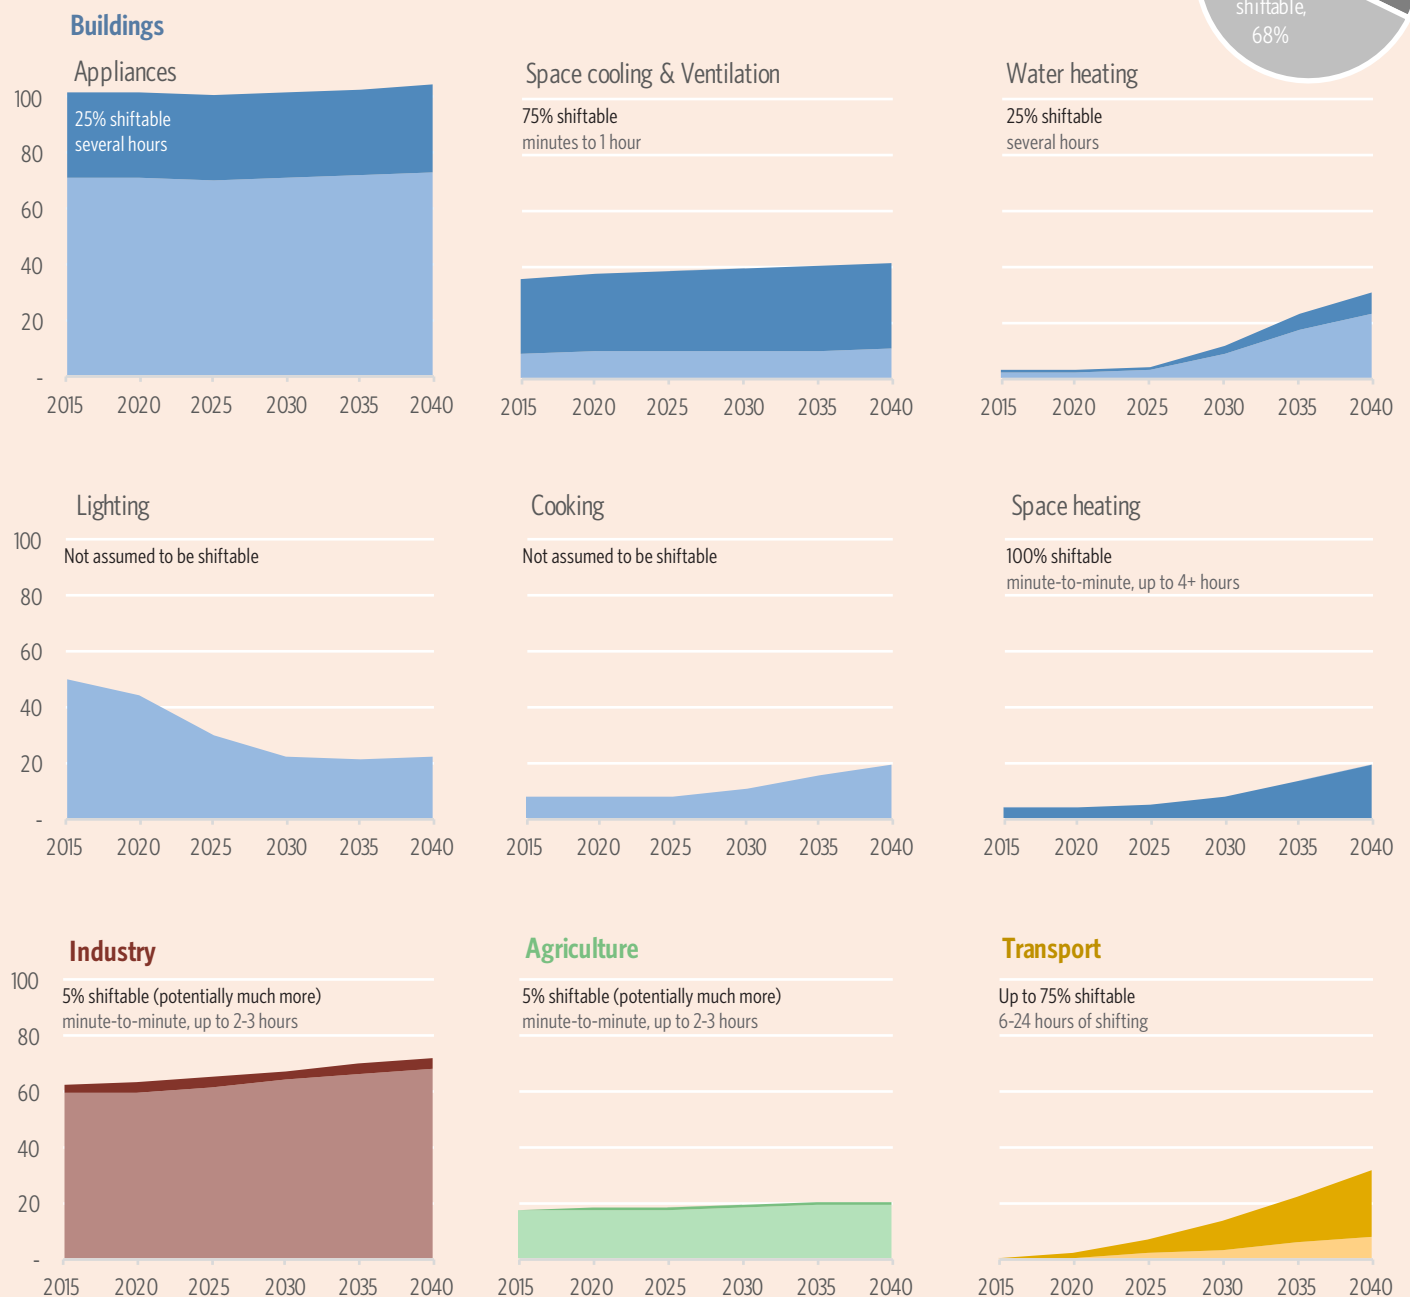 shiftable,
68%
Buildings
Appliances
Space cooling & Ventilation
Water heating
100
80
60
40
20
-
25% shiftable
several hours
75% shiftable
minutes to 1 hour
25% shiftable
several hours
2015 2020 2025 2030 2035 2040
2015 2020 2025 2030 2035 2040
2015 2020 2025 2030 2035 2040
Lighting
Cooking
Space heating
100
80
60
40
20
-
Not assumed to be shiftable
Not assumed to be shiftable
100% shiftable
minute-to-minute, up to 4+ hours
2015 2020 2025 2030 2035 2040
2015 2020 2025 2030 2035 2040
2015 2020 2025 2030 2035 2040
Industry
Agriculture
Transport
100
80
60
40
20
-
5% shiftable (potentially much more)
minute-to-minute, up to 2-3 hours
5% shiftable (potentially much more)
minute-to-minute, up to 2-3 hours
Up to 75% shiftable
6-24 hours of shifting
2015 2020 2025 2030 2035 2040
2015 2020 2025 2030 2035 2040
2015 2020 2025 2030 2035 2040